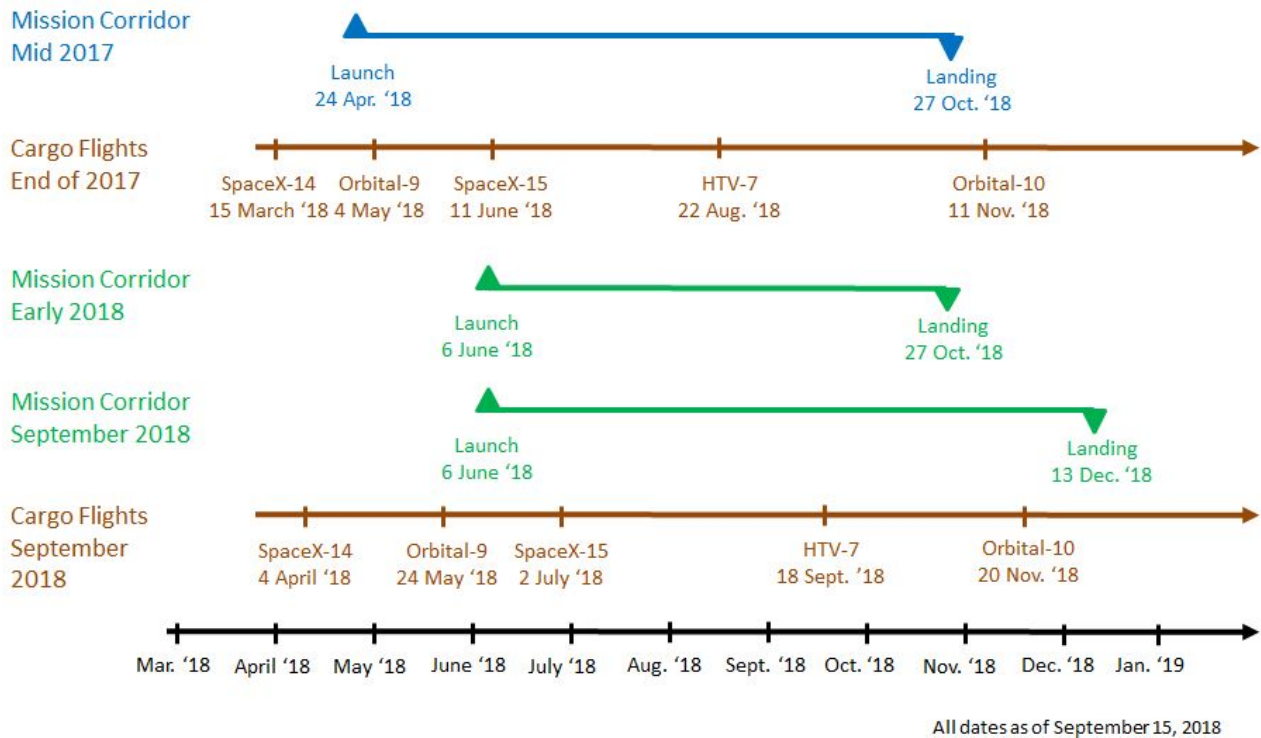 Mission Corridor
Mid 2017
Launch
24 Apr. ‘18
Landing
27 Oct. ‘18
Cargo Flights
End of 2017
SpaceX-14
15 March ‘18
Orbital-9
4 May ‘18
SpaceX-15
11 June ‘18
HTV-7
22 Aug. ‘18
Orbital-10
11 Nov. ‘18
Mission Corridor
Early 2018
Launch
6 June ‘18
Landing
27 Oct. ‘18
Mission Corridor
September 2018
Launch
6 June ‘18
Landing
13 Dec. ‘18
Cargo Flights
September
2018
SpaceX-14
4 April ‘18
Orbital-9
24 May ‘18
SpaceX-15
2 July ‘18
HTV-7
18 Sept. ‘18
Orbital-10
20 Nov. ‘18
Mar. ‘18 April ‘18 May ‘18 June ‘18 July ‘18 Aug. ‘18 Sept. ‘18 Oct. ‘18 Nov. ‘18 Dec. ‘18 Jan. ‘19
All dates as of September 15, 2018